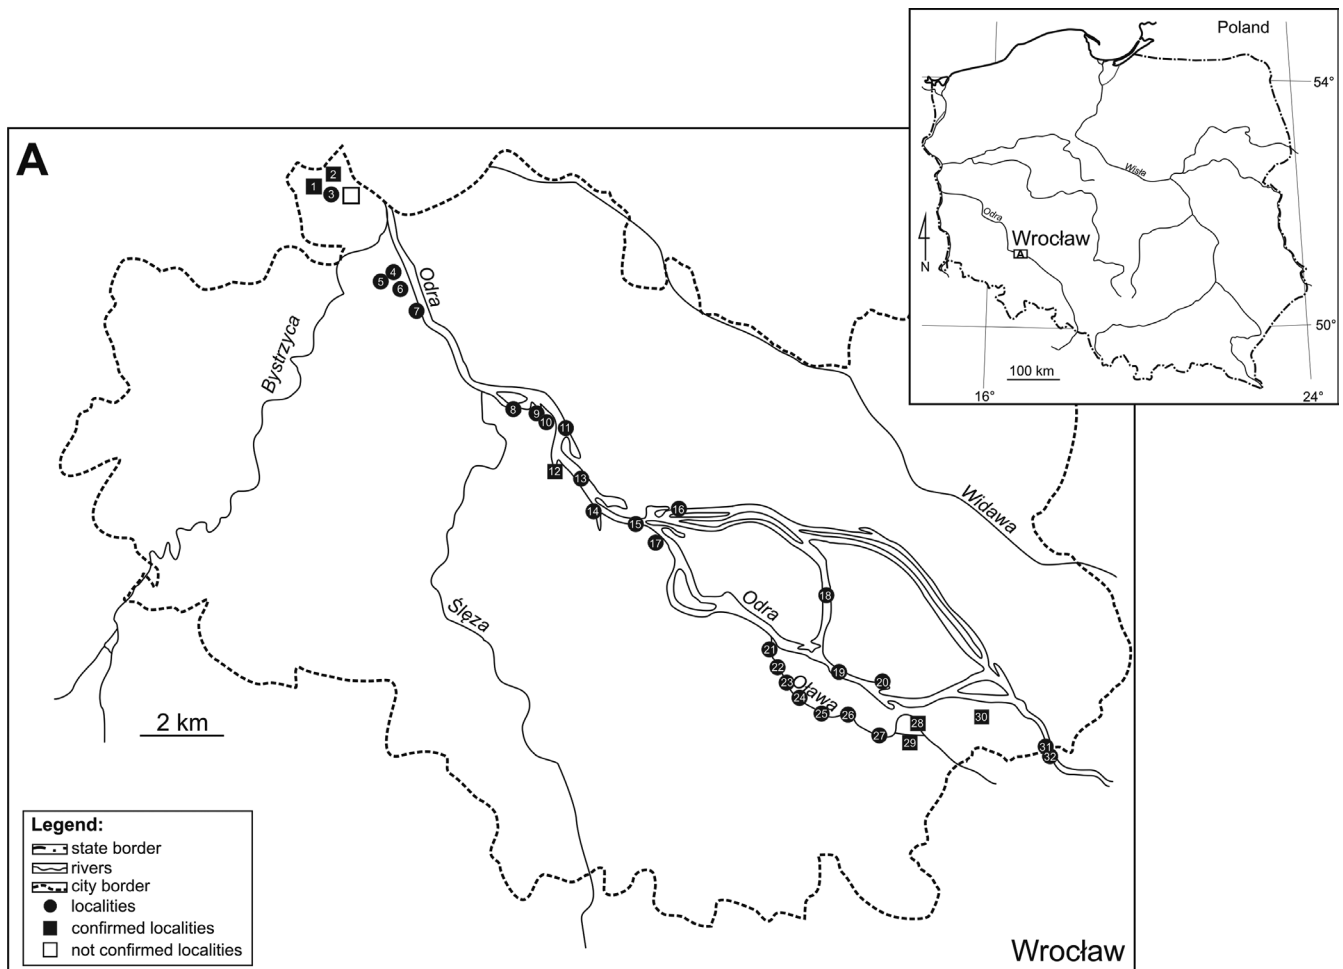 Poland
54°
Wisła
Odra
Wrocław
A
N
50°
100 km
16°
24°
A
1
2
3
4
5
6
7
Odra
Bystrzyca
8
9
10
11
12
13
14
15
16
17
Widawa
18
Odra
Ślęza
19
20
21
22
23
24
Oława
25
26
27
28
29
30
31
32
2 km
Legend:
state border
rivers
city border
localities
confirmed localities
not confirmed localities
Wrocław